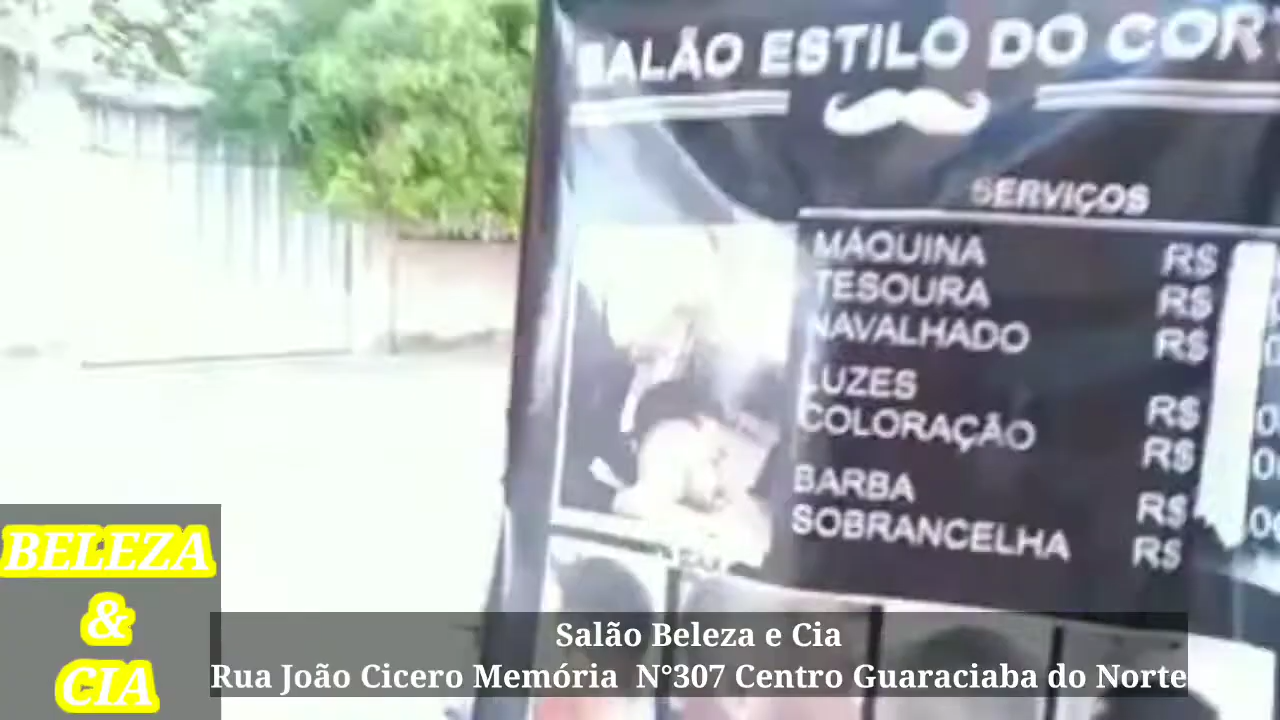 SALÃO ESTILO DO COR
SERVIÇOS
MÁQUINA R$
TESOURA R$
NAVALHADO R$
LUZES R$
COLORAÇÃO R$
BARBA R$
SOBRANCELHA R$
BELEZA
&
CIA
Salão Beleza e Cia
Rua João Cicero Memória N°307 Centro Guaraciaba do Norte